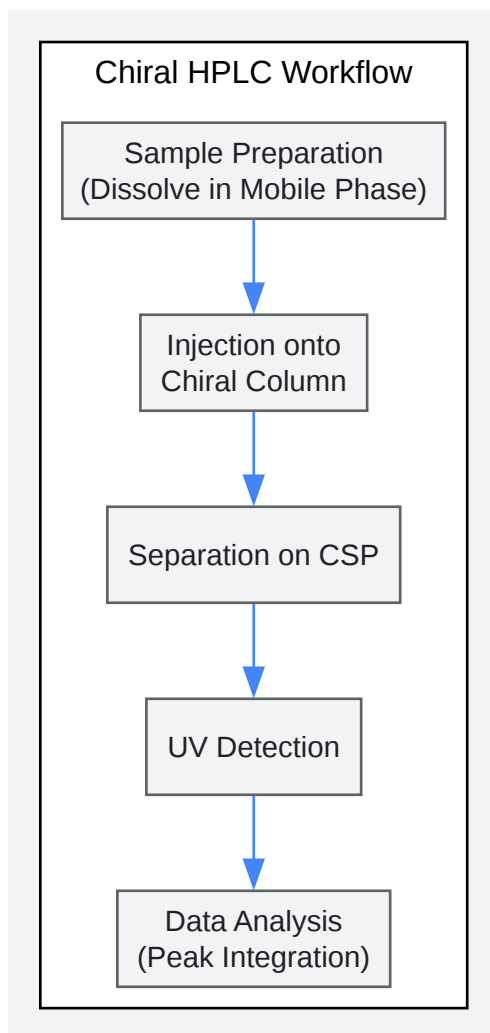 Chiral HPLC Workflow
Sample Preparation
(Dissolve in Mobile Phase)
Injection onto
Chiral Column
Separation on CSP
UV Detection
Data Analysis
(Peak Integration)